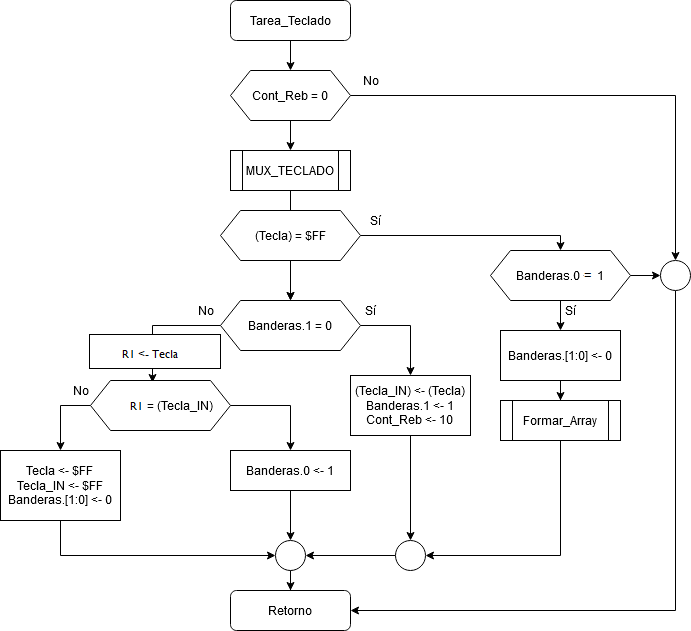 Tarea_Teclado
No
Cont_Reb = 0
MUX_TECLADO
Sí
(Tecla) = $FF
Banderas.0 = 1
No
Sí
Sí
Banderas.1 = 0
R1 <- Tecla
Banderas.[1:0] <- 0
No
R1 = (Tecla_IN)
(Tecla_IN) <- (Tecla)
Banderas.1 <- 1
Cont_Reb <- 10
Formar_Array
Tecla <- $FF
Tecla_IN <- $FF
Banderas.[1:0] <- 0
Banderas.0 <- 1
Retorno